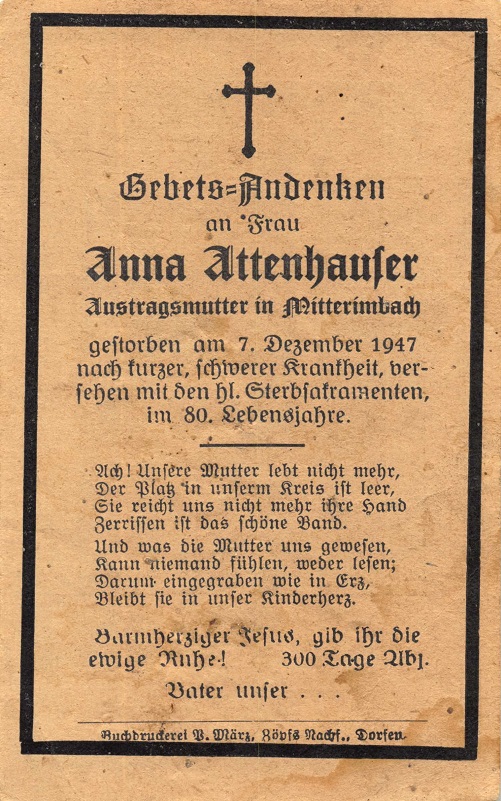 Gebets=Andenken
an Frau
Anna Attenhauser
Austragsmutter in Mitterimbach
gestorben am 7. Dezember 1947
nach kurzer, schwerer Krankheit, ver-
sehen mit den hl. Sterbsakramenten,
im 80. Lebensjahre.
Ach! Unsere Mutter lebt nicht mehr,
Der Platz in unserm Kreis ist leer,
Sie reicht uns nicht mehr ihre Hand
Zerrissen ist das schöne Band.
Und was die Mutter uns gewesen,
Kann niemand fühlen, weder lesen;
Darum eingegraben wie in Erz,
Bleibt sie in unser Kinderherz.
Barmherziger Jesus, gib ihr die
ewige Ruhe! 300 Tage Abl.
Vater unser . . .
Buchdruckerei P. März, Zöpfs Nachf., Dorfen.